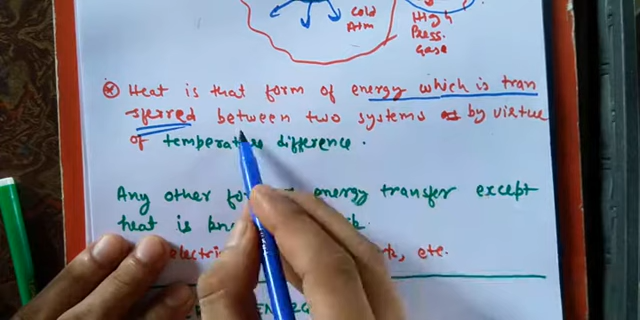 Cold
Atm
High
Press.
Gase
Heat is that form of energy which is tran
sferred between two systems by virtue
of temperature difference.
Any other energy transfer except
heat is
etc.